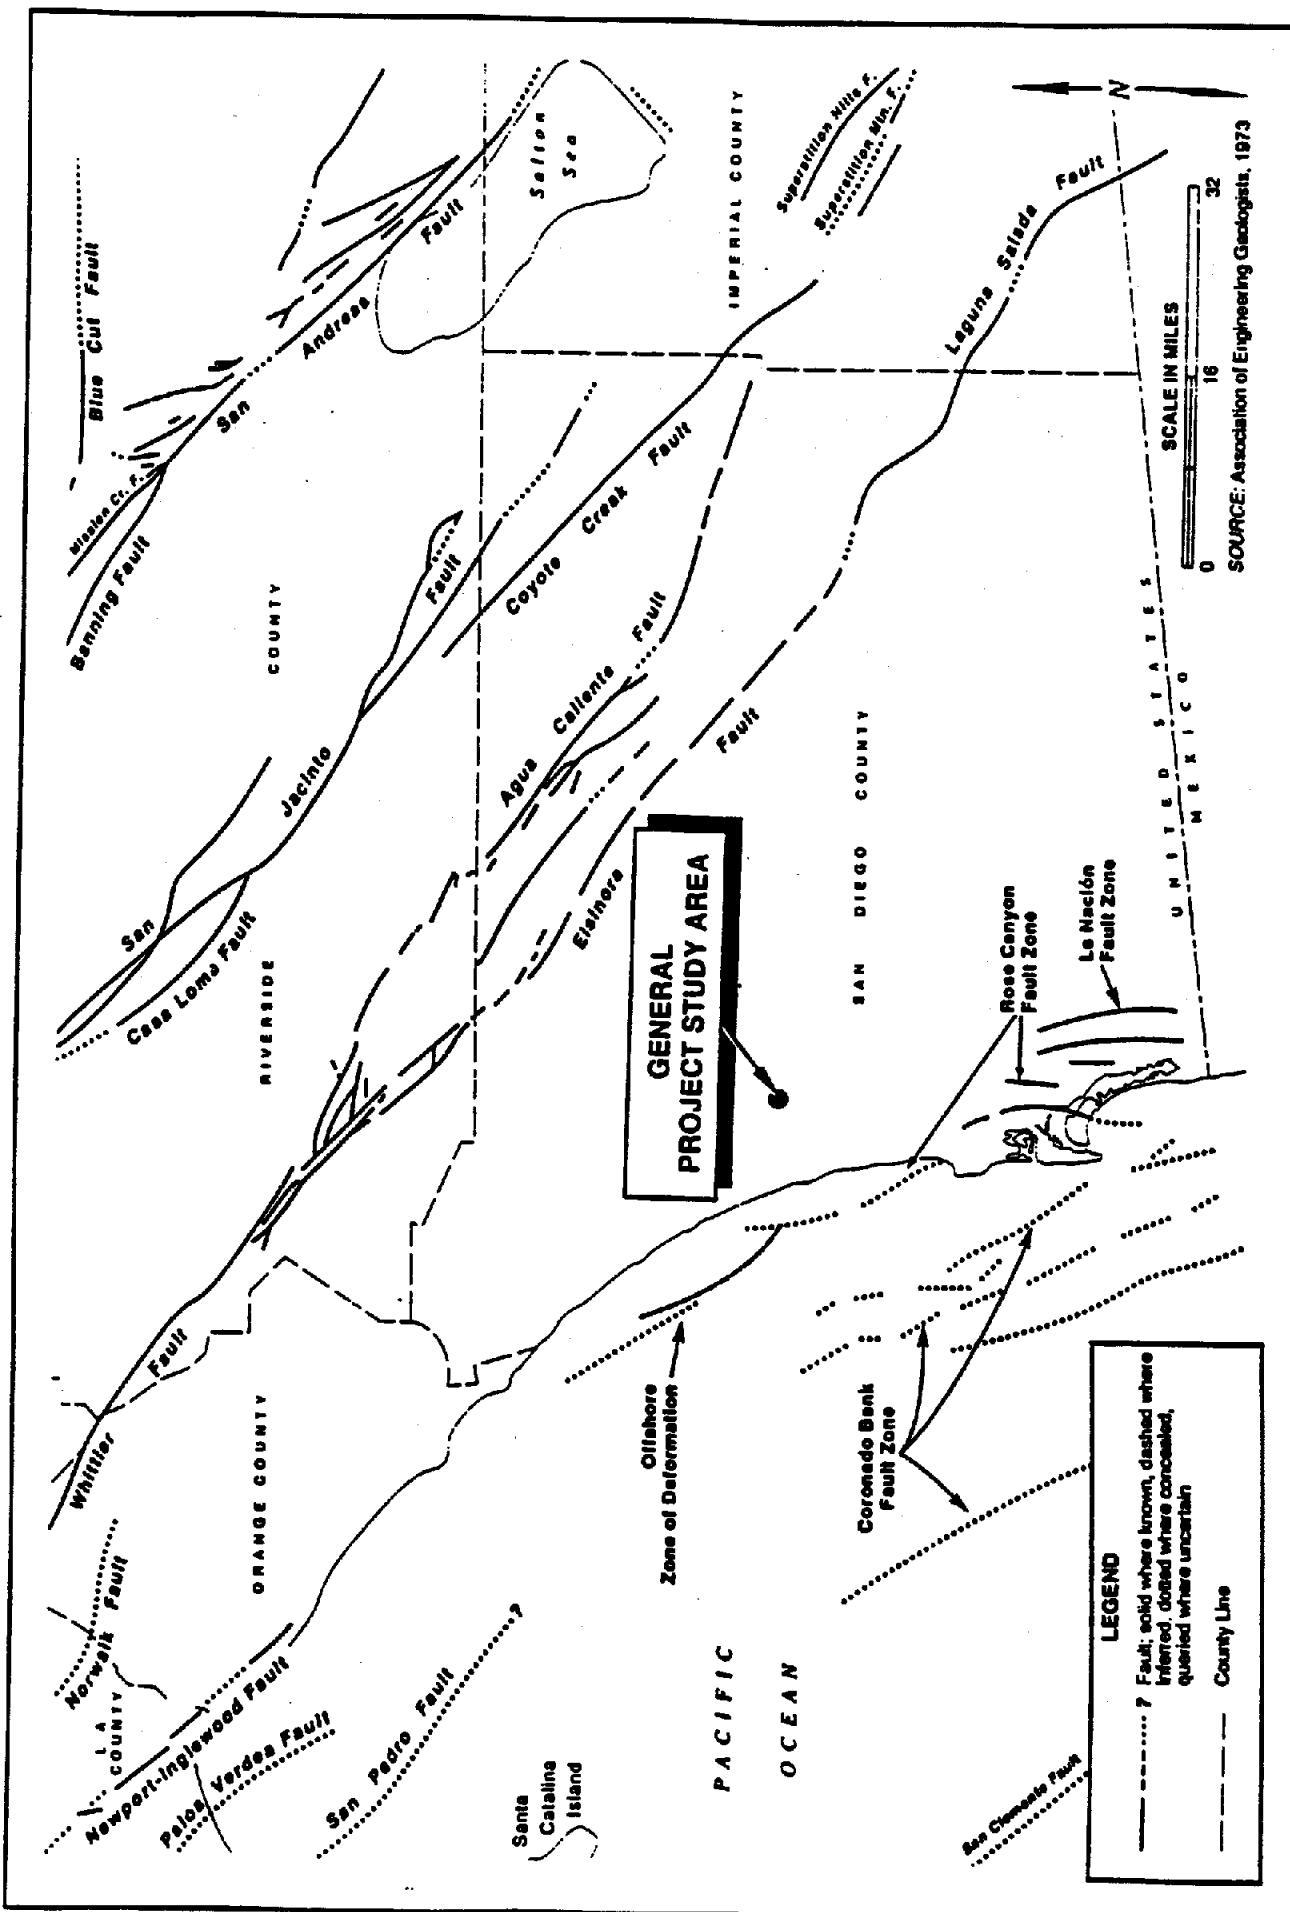 Blue Cut Fault
Mission Cr. F.
Banning Fault
San Andreas Fault
Salton
Sea
IMPERIAL COUNTY
Superstition Hills F.
Superstition Mtn. F.
N
Laguna Salada Fault
COUNTY
San Jacinto Fault
Coyote Creek Fault
Casa Loma Fault
Agua Caliente Fault
RIVERSIDE
Elsinore Fault
GENERAL
PROJECT STUDY AREA
SAN DIEGO COUNTY
Rose Canyon
Fault Zone
La Nación
Fault Zone
UNITED STATES
MEXICO
SCALE IN MILES
0 16 32
SOURCE: Association of Engineering Geologists, 1973
Whittier Fault
ORANGE COUNTY
Norwalk Fault
LA
COUNTY
Newport-Inglewood Fault
Palos Verdes Fault
San Pedro Fault
?
Santa
Catalina
Island
Offshore
Zone of Deformation
Coronado Bank
Fault Zone
PACIFIC
OCEAN
San Clemente Fault
LEGEND
? Fault; solid where known, dashed where
inferred, dotted where concealed,
queried where uncertain
County Line